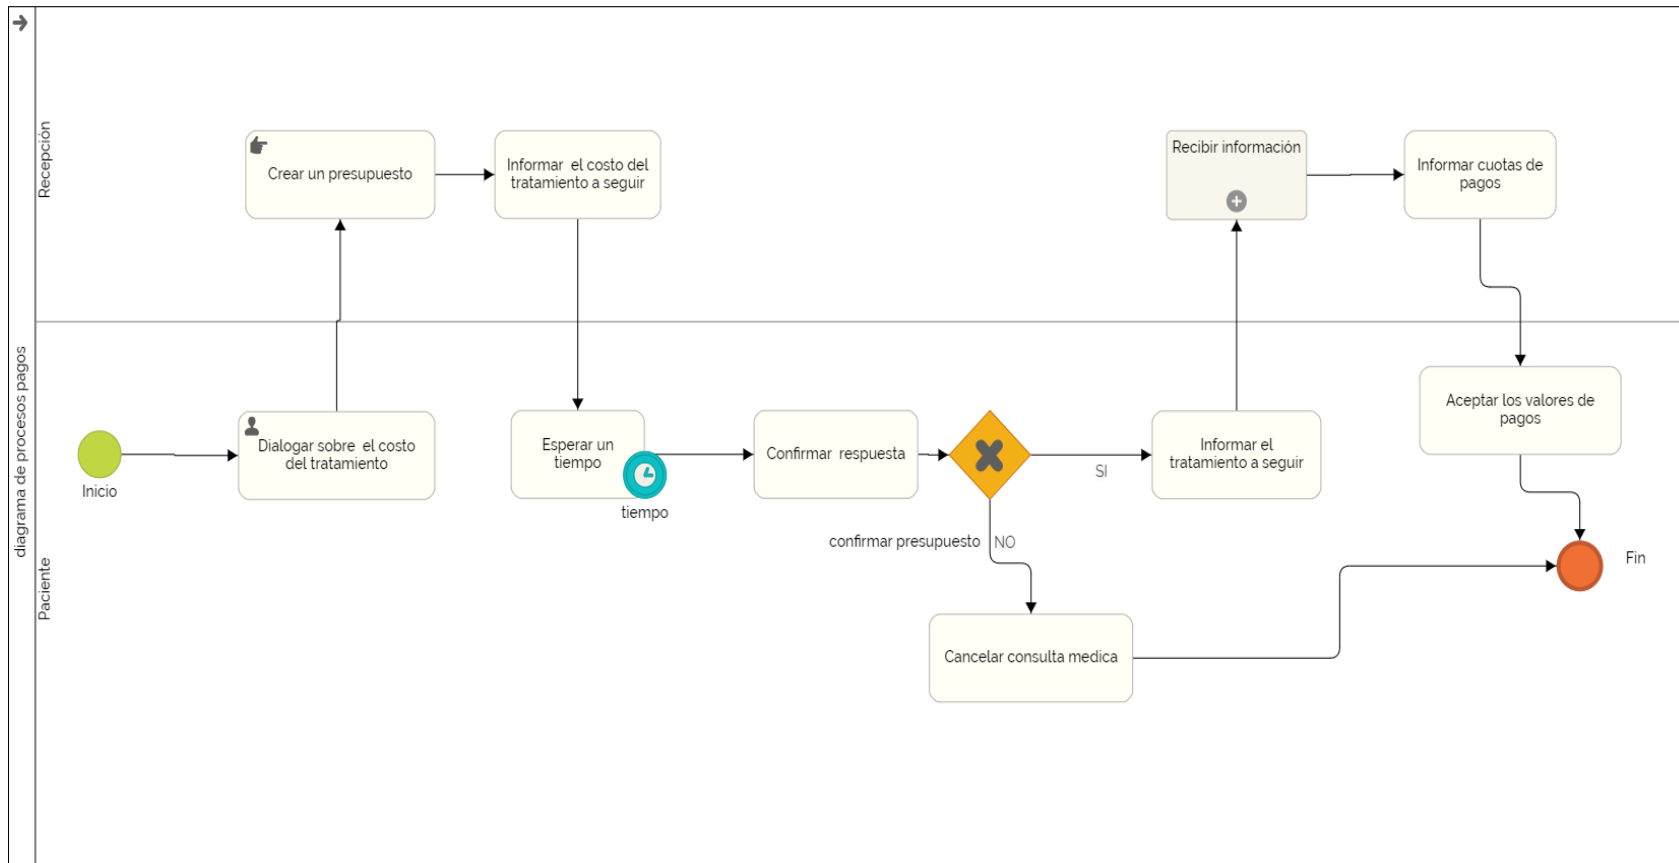 diagrama de procesos pagos
Recepción
Crear un presupuesto
Informar el costo del
tratamiento a seguir
Recibir información
Informar cuotas de
pagos
Paciente
Inicio
Dialogar sobre el costo
del tratamiento
Esperar un
tiempo
tiempo
Confirmar respuesta
confirmar presupuesto
SI
NO
Informar el
tratamiento a seguir
Cancelar consulta medica
Aceptar los valores de
pagos
Fin